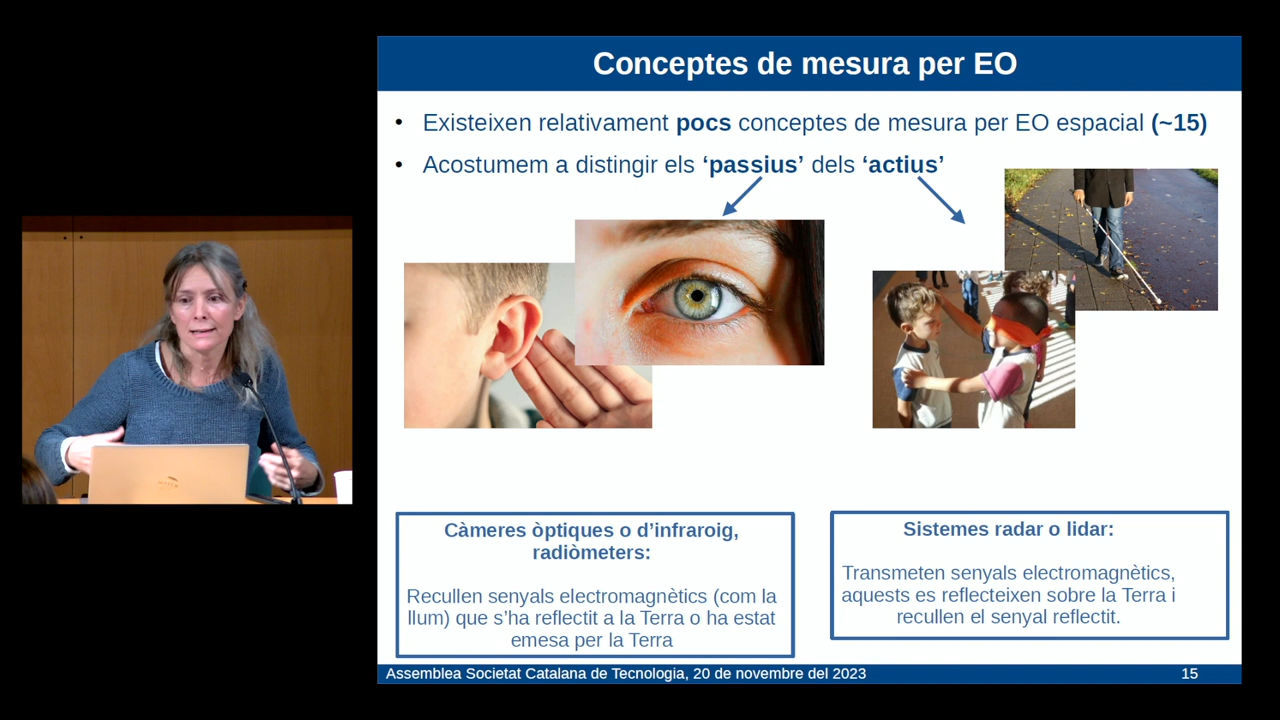 Conceptes de mesura per EO
• Existeixen relativament pocs conceptes de mesura per EO espacial (~15)
• Acostumem a distingir els ‘passius’ dels ‘actius’
Càmeres òptiques o d’infraroig,
radiòmeters:
Recullen senyals electromagnètics (com la
llum) que s’ha reflectit a la Terra o ha estat
emesa per la Terra
Sistemes radar o lidar:
Transmeten senyals electromagnètics,
aquests es reflecteixen sobre la Terra i
recullen el senyal reflectit.
Assemblea Societat Catalana de Tecnologia, 20 de novembre del 2023
15